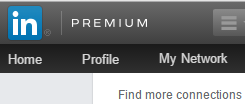 in® PREMIUM
Home Profile My Network
Find more connections